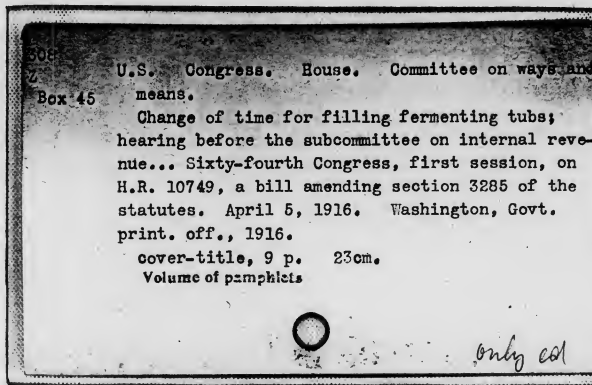 308
Z
Box 45
U.S. Congress. House. Committee on ways and
means.
Change of time for filling fermenting tubs;
hearing before the subcommittee on internal reve-
nue... Sixty-fourth Congress, first session, on
H.R. 10749, a bill amending section 3285 of the
statutes. April 5, 1916. Washington, Govt.
print. off., 1916.
cover-title, 9 p. 23cm.
Volume of pamphlets
only ed